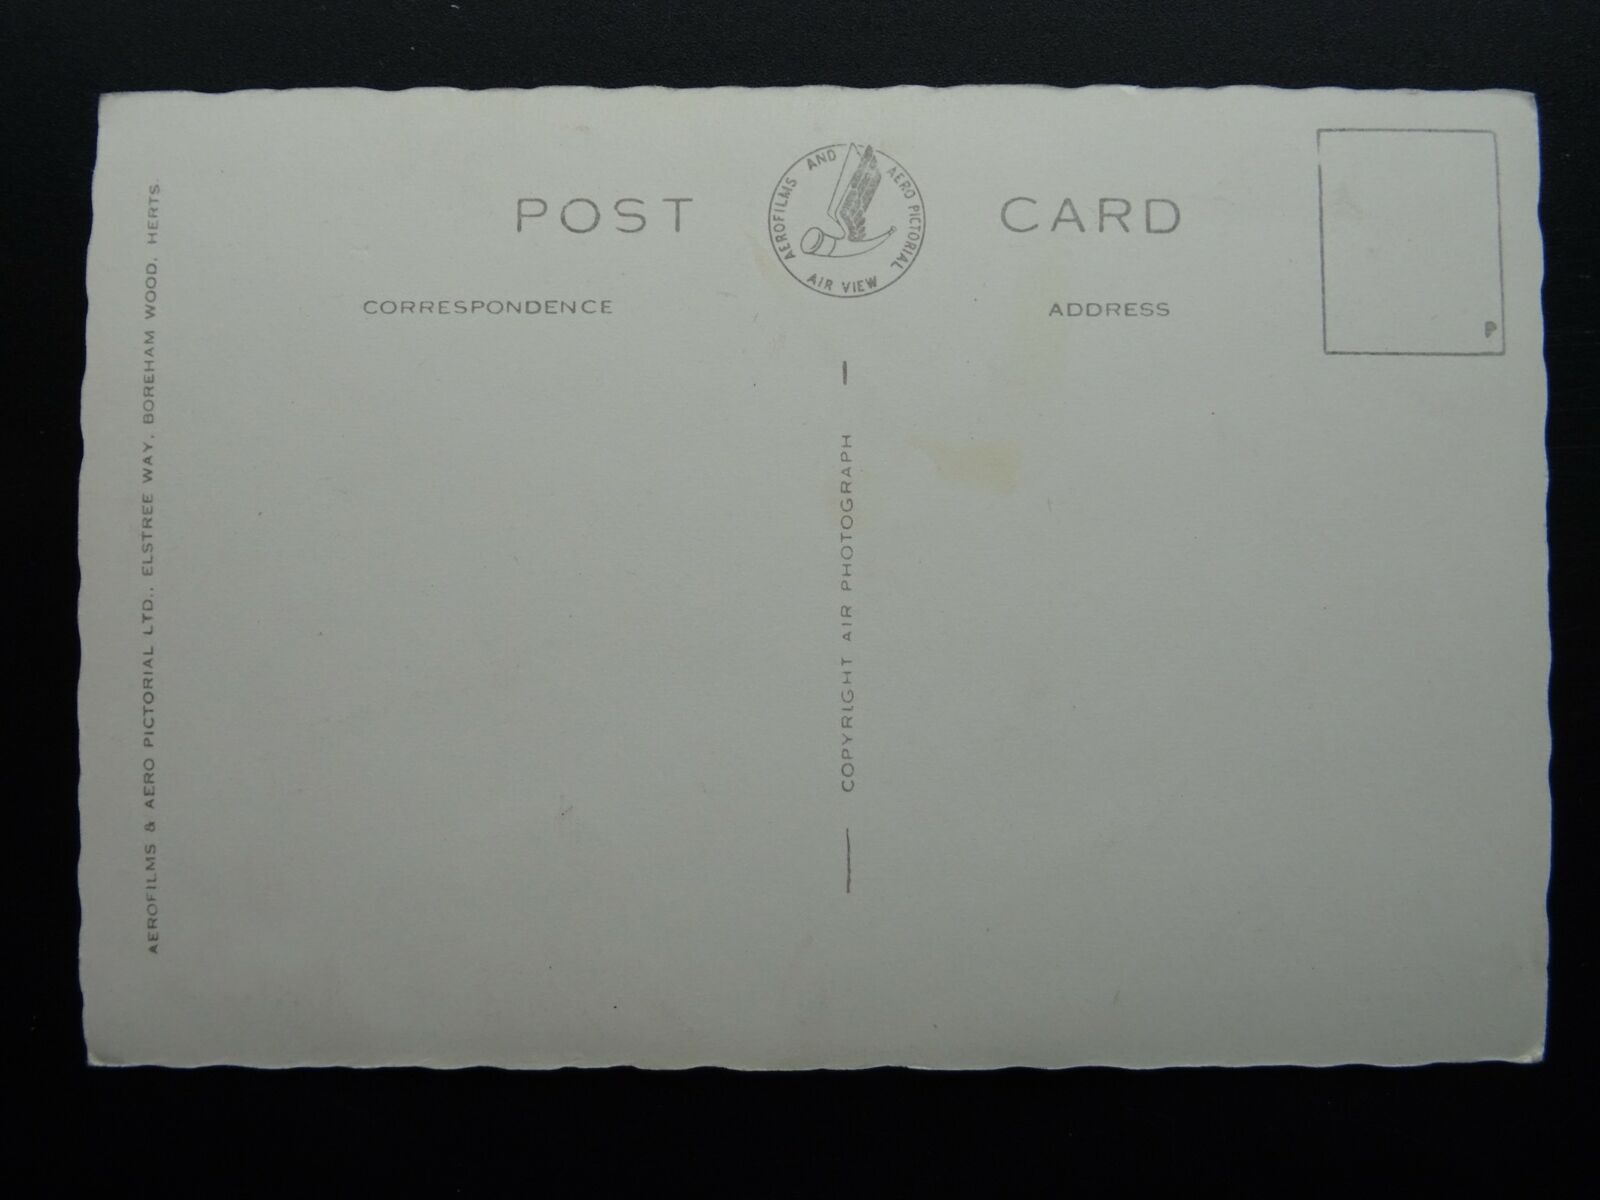 POST CARD
AEROFILMS AND AERO PICTORIAL
AIR VIEW
CORRESPONDENCE
ADDRESS
COPYRIGHT AIR PHOTOGRAPH
AEROFILMS & AERO PICTORIAL LTD., ELSTREE WAY, BOREHAM WOOD, HERTS.